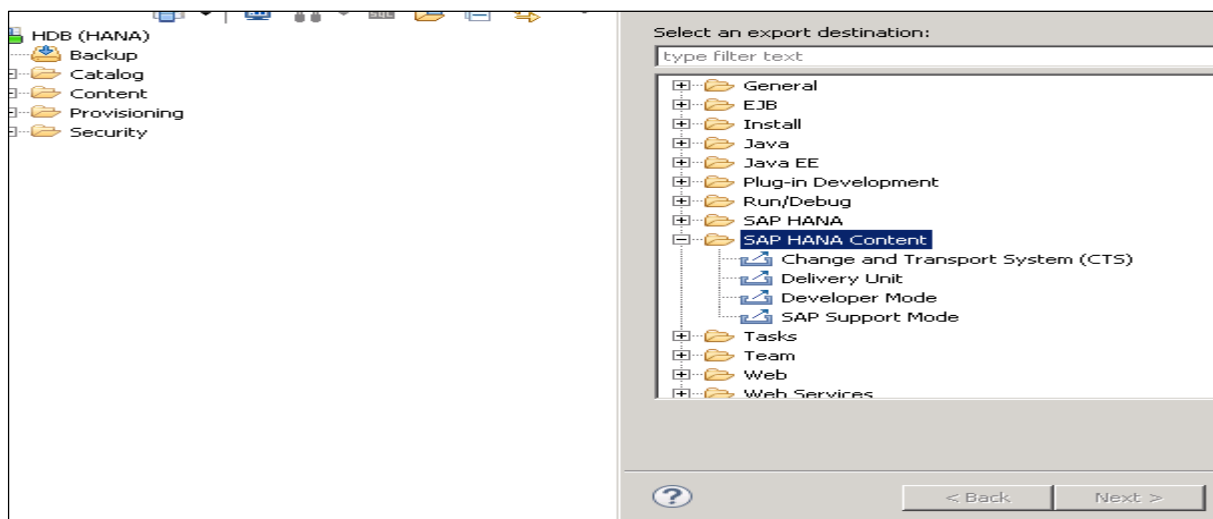 HDB (HANA)
Backup
Catalog
Content
Provisioning
Security
Select an export destination:
type filter text
General
EJB
Install
Java
Java EE
Plug-in Development
Run/Debug
SAP HANA
SAP HANA Content
Change and Transport System (CTS)
Delivery Unit
Developer Mode
SAP Support Mode
Tasks
Team
Web
Web Services
< Back
Next >